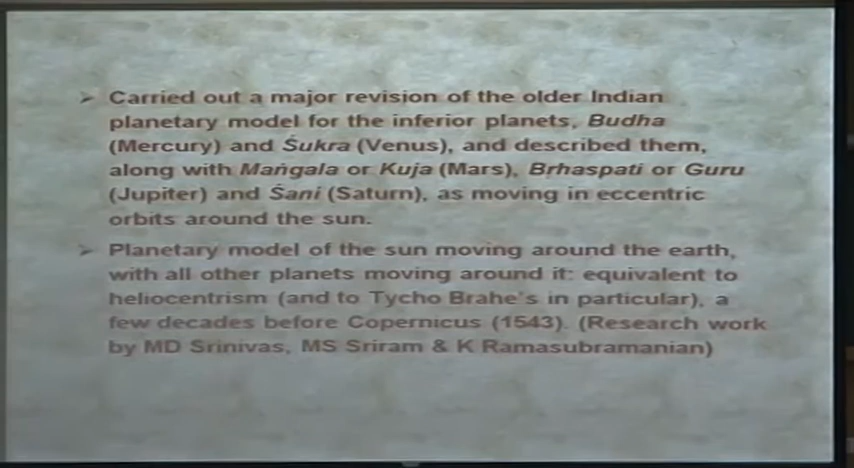 ➢ Carried out a major revision of the older Indian
planetary model for the inferior planets, Budha
(Mercury) and Śukra (Venus), and described them,
along with Maṅgala or Kuja (Mars), Bṛhaspati or Guru
(Jupiter) and Śani (Saturn), as moving in eccentric
orbits around the sun.
➢ Planetary model of the sun moving around the earth,
with all other planets moving around it: equivalent to
heliocentrism (and to Tycho Brahe's in particular), a
few decades before Copernicus (1543). (Research work
by MD Srinivas, MS Sriram & K Ramasubramanian)